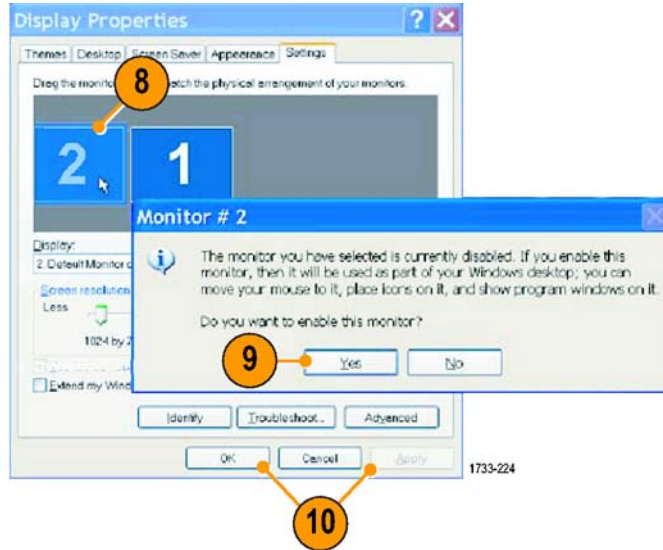 Display Properties
Themes Desktop Screen Saver Appearance Settings
Drag the monitor match the physical arrangement of your monitors.
8
2 1
Monitor # 2
The monitor you have selected is currently disabled. If you enable this
monitor, then it will be used as part of your Windows desktop; you can
move your mouse to it, place icons on it, and show program windows on it.
Do you want to enable this monitor?
9
Yes No
Display:
2. Default Monitor
Screen resolution
Less
1024 by
Extend my Wind
Identify Troubleshoot... Advanced
OK Cancel Apply
1733-224
10